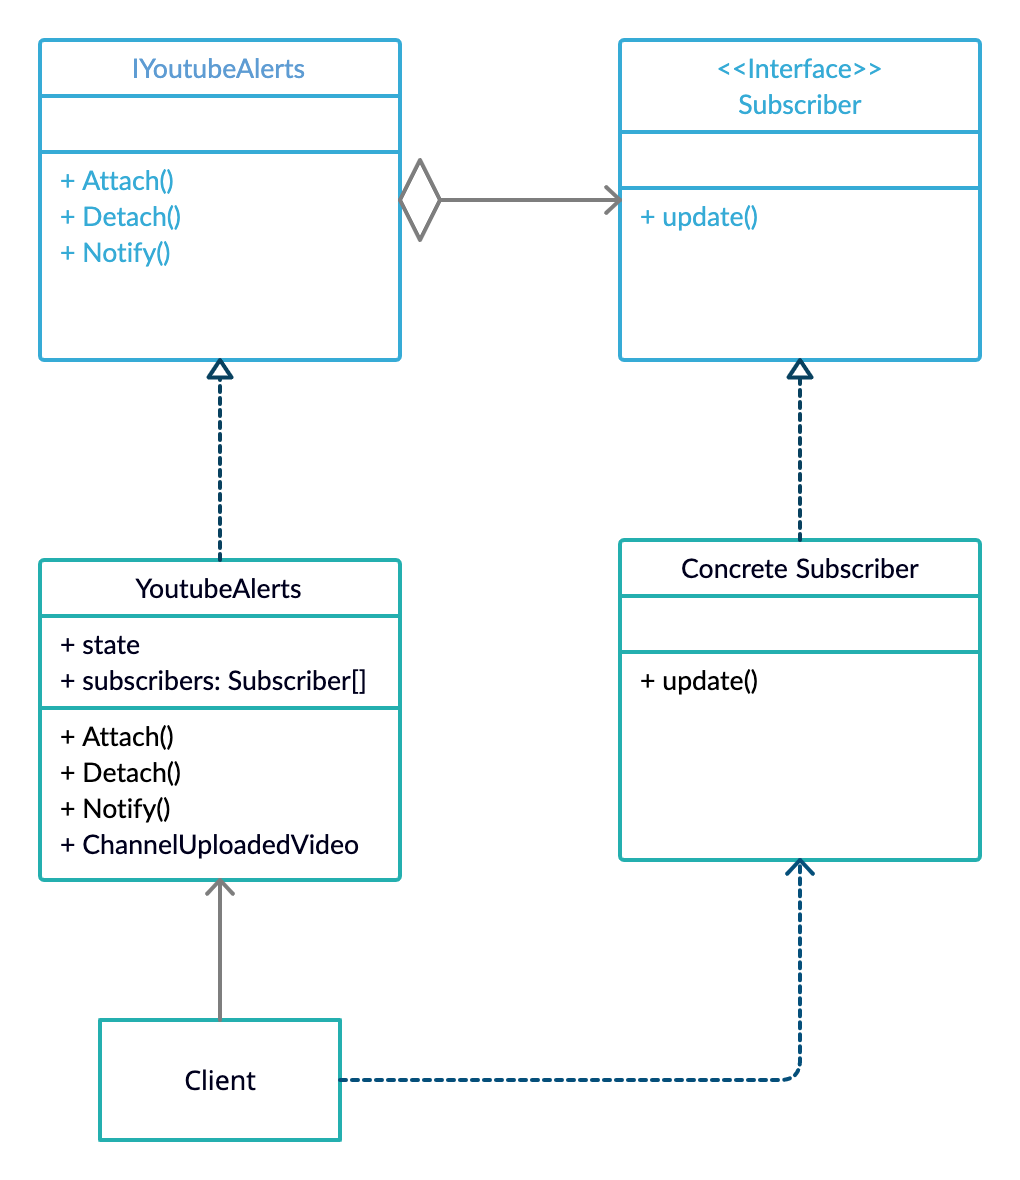 IYoutubeAlerts
+ Attach()
+ Detach()
+ Notify()
<<Interface>>
Subscriber
+ update()
YoutubeAlerts
+ state
+ subscribers: Subscriber[]
+ Attach()
+ Detach()
+ Notify()
+ ChannelUploadedVideo
Concrete Subscriber
+ update()
Client